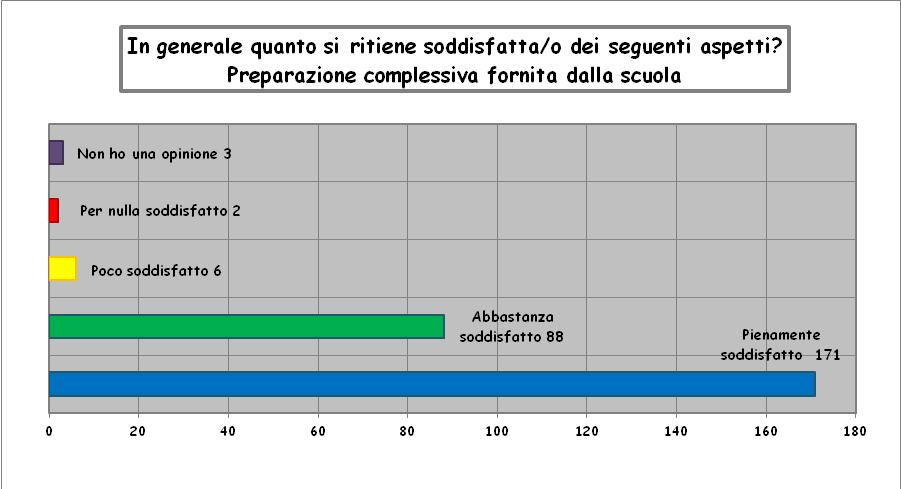 In generale quanto si ritiene soddisfatta/o dei seguenti aspetti?
Preparazione complessiva fornita dalla scuola
Non ho una opinione 3
Per nulla soddisfatto 2
Poco soddisfatto 6
Abbastanza
soddisfatto 88
Pienamente
soddisfatto 171
0 20 40 60 80 100 120 140 160 180